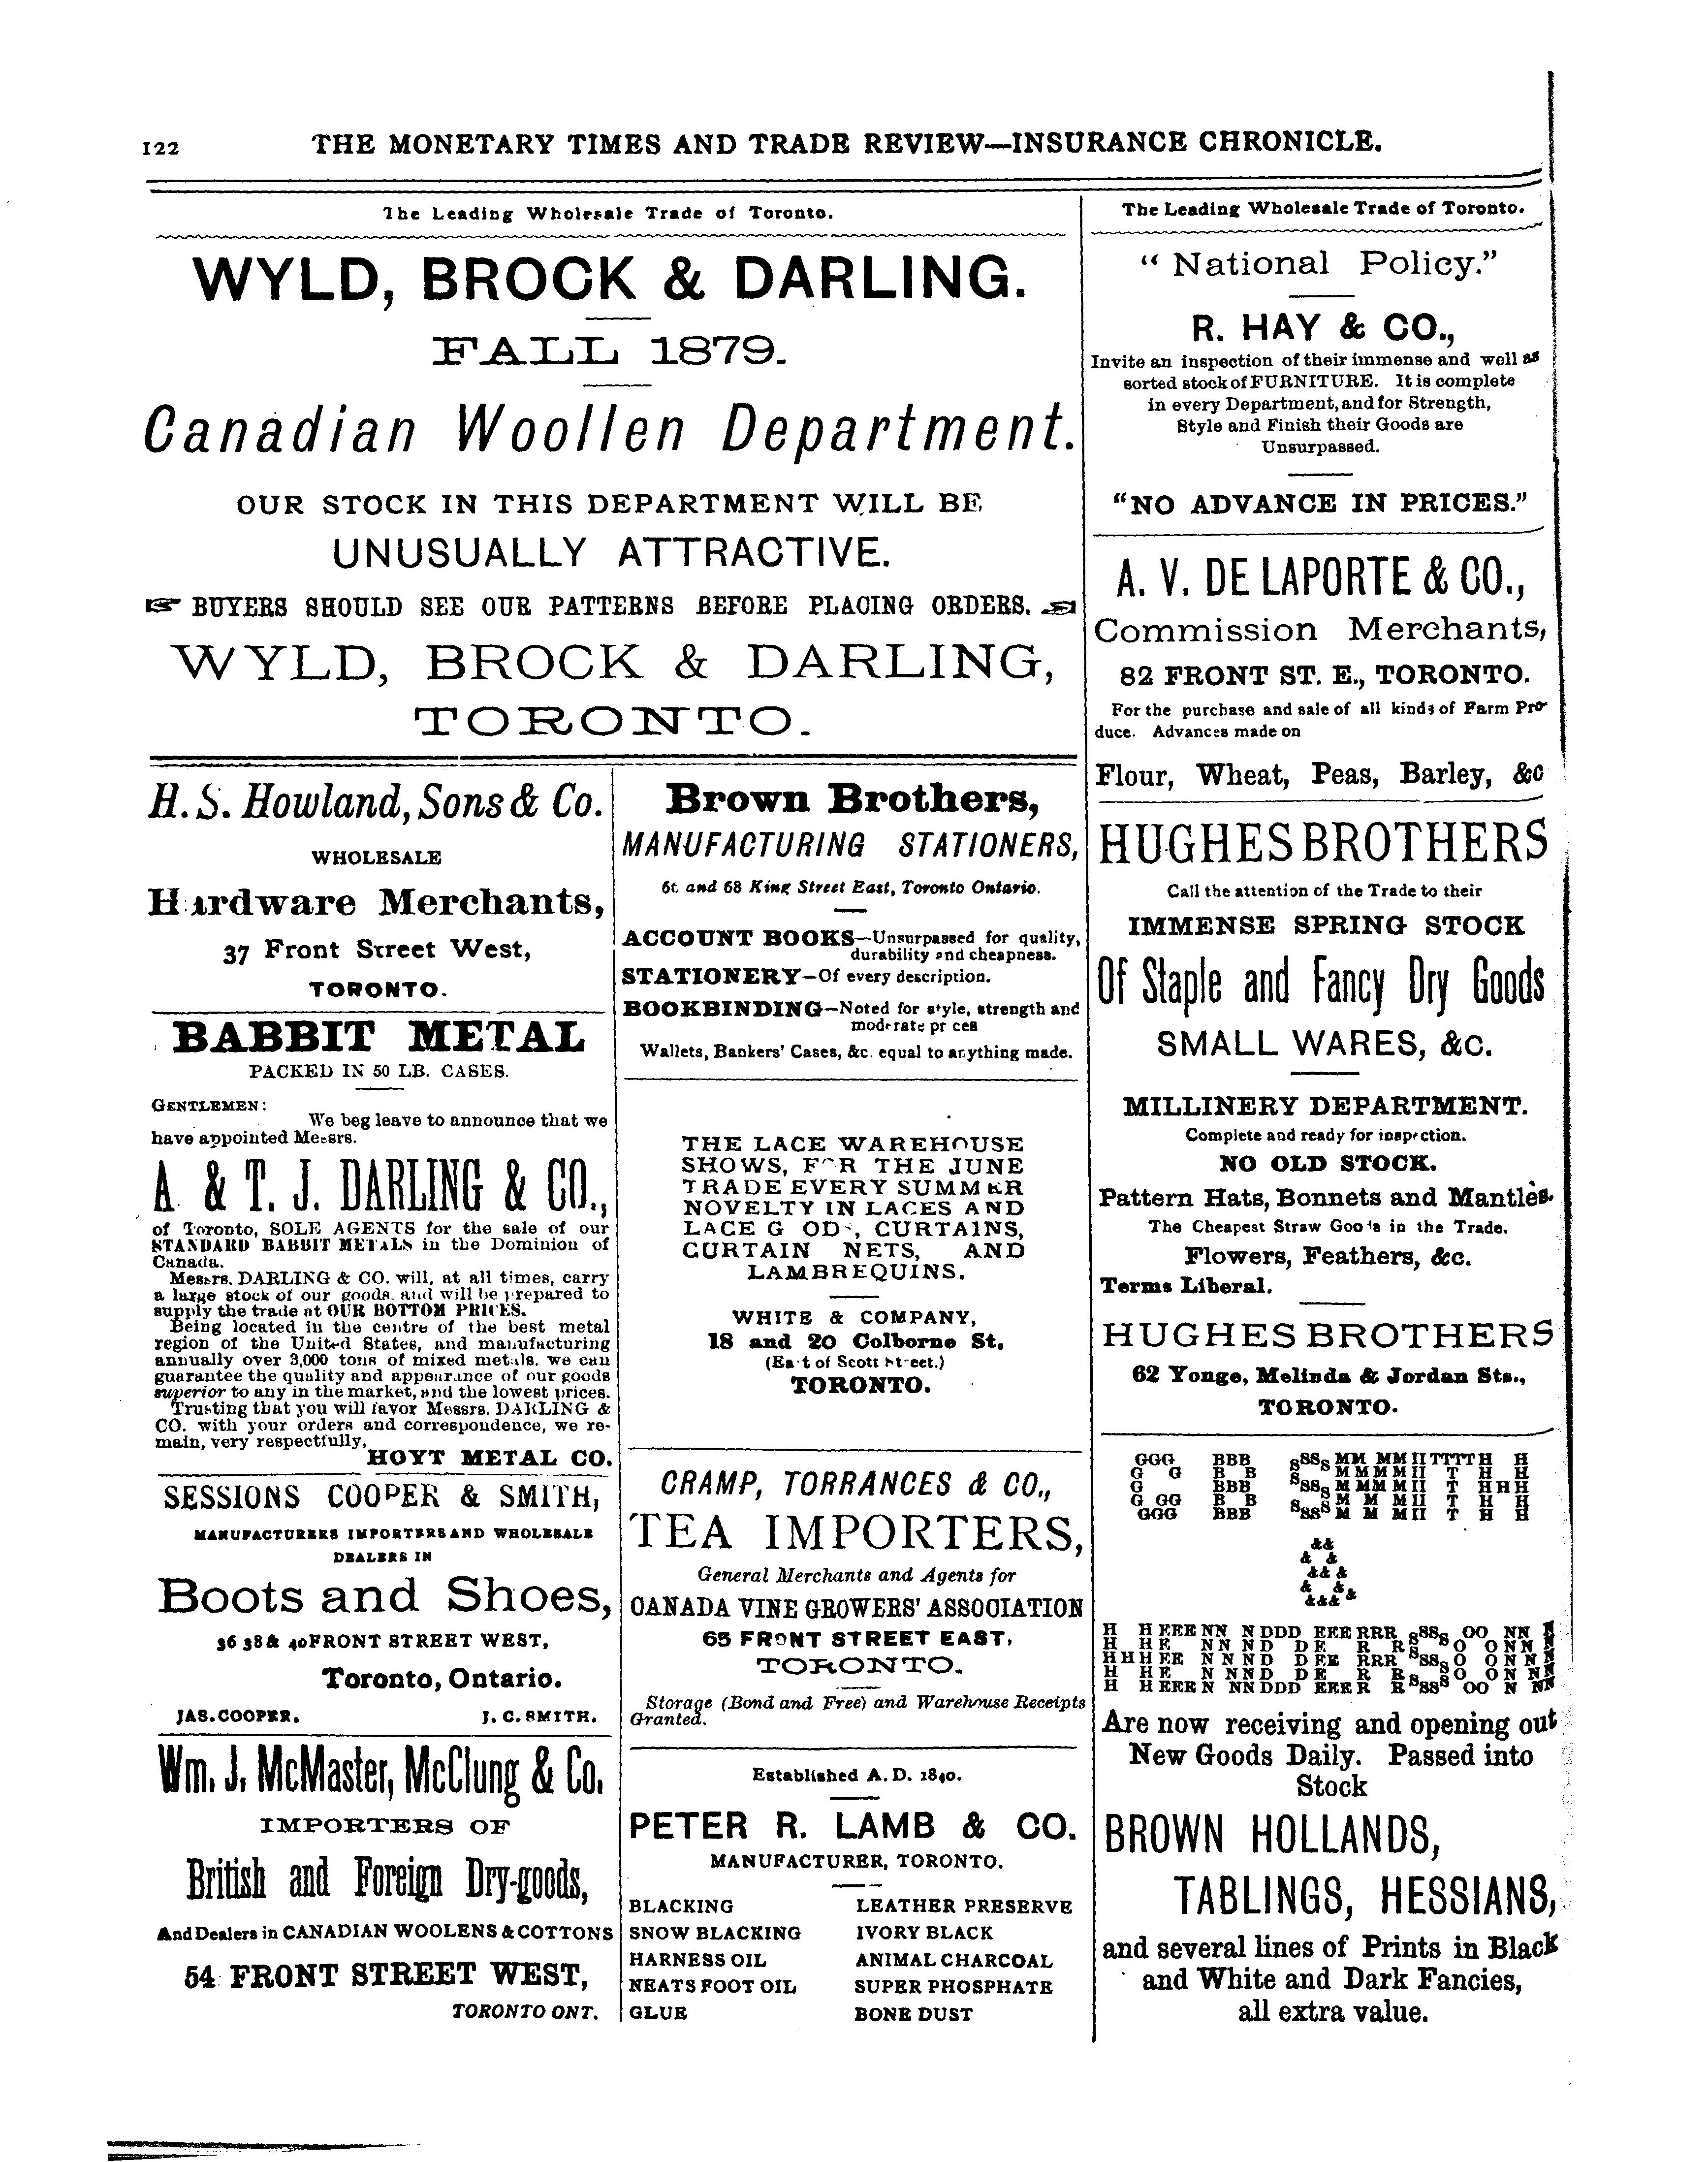 122
THE MONETARY TIMES AND TRADE REVIEW—INSURANCE CHRONICLE.
The Leading Wholesale Trade of Toronto.
WYLD, BROCK & DARLING.
FALL 1879.
Canadian Woollen Department.
OUR STOCK IN THIS DEPARTMENT WILL BE
UNUSUALLY ATTRACTIVE.
☞ BUYERS SHOULD SEE OUR PATTERNS BEFORE PLACING ORDERS. ☜
WYLD, BROCK & DARLING,
TORONTO.
H. S. Howland, Sons & Co.
WHOLESALE
Hardware Merchants,
37 Front Street West,
TORONTO.
BABBIT METAL
PACKED IN 50 LB. CASES.
GENTLEMEN:
We beg leave to announce that we
have appointed Messrs.
A. & T. J. DARLING & CO.,
of Toronto, SOLE AGENTS for the sale of our
STANDARD BABBIT METALS in the Dominion of
Canada.
Messrs. DARLING & CO. will, at all times, carry
a large stock of our goods. and will be prepared to
supply the trade at OUR BOTTOM PRICES.
Being located in the centre of the best metal
region of the United States, and manufacturing
annually over 3,000 tons of mixed metals. we can
guarantee the quality and appearance of our goods
superior to any in the market, and the lowest prices.
Trusting that you will favor Messrs. DARLING &
CO. with your orders and correspondence, we re-
main, very respectfully,
HOYT METAL CO.
SESSIONS COOPER & SMITH,
MANUFACTURERS IMPORTERS AND WHOLESALE
DEALERS IN
Boots and Shoes,
36 38 & 40 FRONT STREET WEST,
Toronto, Ontario.
JAS. COOPER. J. C. SMITH.
Wm. J. McMaster, McClung & Co.
IMPORTERS OF
British and Foreign Dry-goods,
And Dealers in CANADIAN WOOLENS & COTTONS
54 FRONT STREET WEST,
TORONTO ONT.
Brown Brothers,
MANUFACTURING STATIONERS,
66 and 68 King Street East, Toronto Ontario.
ACCOUNT BOOKS—Unsurpassed for quality,
durability and cheapness.
STATIONERY—Of every description.
BOOKBINDING—Noted for style, strength and
moderate prices
Wallets, Bankers' Cases, &c. equal to anything made.
THE LACE WAREHOUSE
SHOWS, FOR THE JUNE
TRADE EVERY SUMMER
NOVELTY IN LACES AND
LACE GOODS, CURTAINS,
CURTAIN NETS, AND
LAMBREQUINS.
WHITE & COMPANY,
18 and 20 Colborne St.
(East of Scott Street.)
TORONTO.
CRAMP, TORRANCES & CO.,
TEA IMPORTERS,
General Merchants and Agents for
CANADA VINE GROWERS' ASSOCIATION
65 FRONT STREET EAST,
TORONTO.
Storage (Bond and Free) and Warehouse Receipts
Granted.
Established A. D. 1840.
PETER R. LAMB & CO.
MANUFACTURER, TORONTO.
BLACKING LEATHER PRESERVE
SNOW BLACKING IVORY BLACK
HARNESS OIL ANIMAL CHARCOAL
NEATS FOOT OIL SUPER PHOSPHATE
GLUE BONE DUST
The Leading Wholesale Trade of Toronto.
"National Policy."
R. HAY & CO.,
Invite an inspection of their immense and well as
sorted stock of FURNITURE. It is complete
in every Department, and for Strength,
Style and Finish their Goods are
Unsurpassed.
"NO ADVANCE IN PRICES."
A. V. DE LAPORTE & CO.,
Commission Merchants,
82 FRONT ST. E., TORONTO.
For the purchase and sale of all kinds of Farm Pro
duce. Advances made on
Flour, Wheat, Peas, Barley, &c
HUGHES BROTHERS
Call the attention of the Trade to their
IMMENSE SPRING STOCK
Of Staple and Fancy Dry Goods
SMALL WARES, &c.
MILLINERY DEPARTMENT.
Complete and ready for inspection.
NO OLD STOCK.
Pattern Hats, Bonnets and Mantles.
The Cheapest Straw Goods in the Trade.
Flowers, Feathers, &c.
Terms Liberal.
HUGHES BROTHERS
62 Yonge, Melinda & Jordan Sts.,
TORONTO.
G B SMITH
&
HENDERSON
Are now receiving and opening out
New Goods Daily. Passed into
Stock
BROWN HOLLANDS,
TABLINGS, HESSIANS,
and several lines of Prints in Black
and White and Dark Fancies,
all extra value.